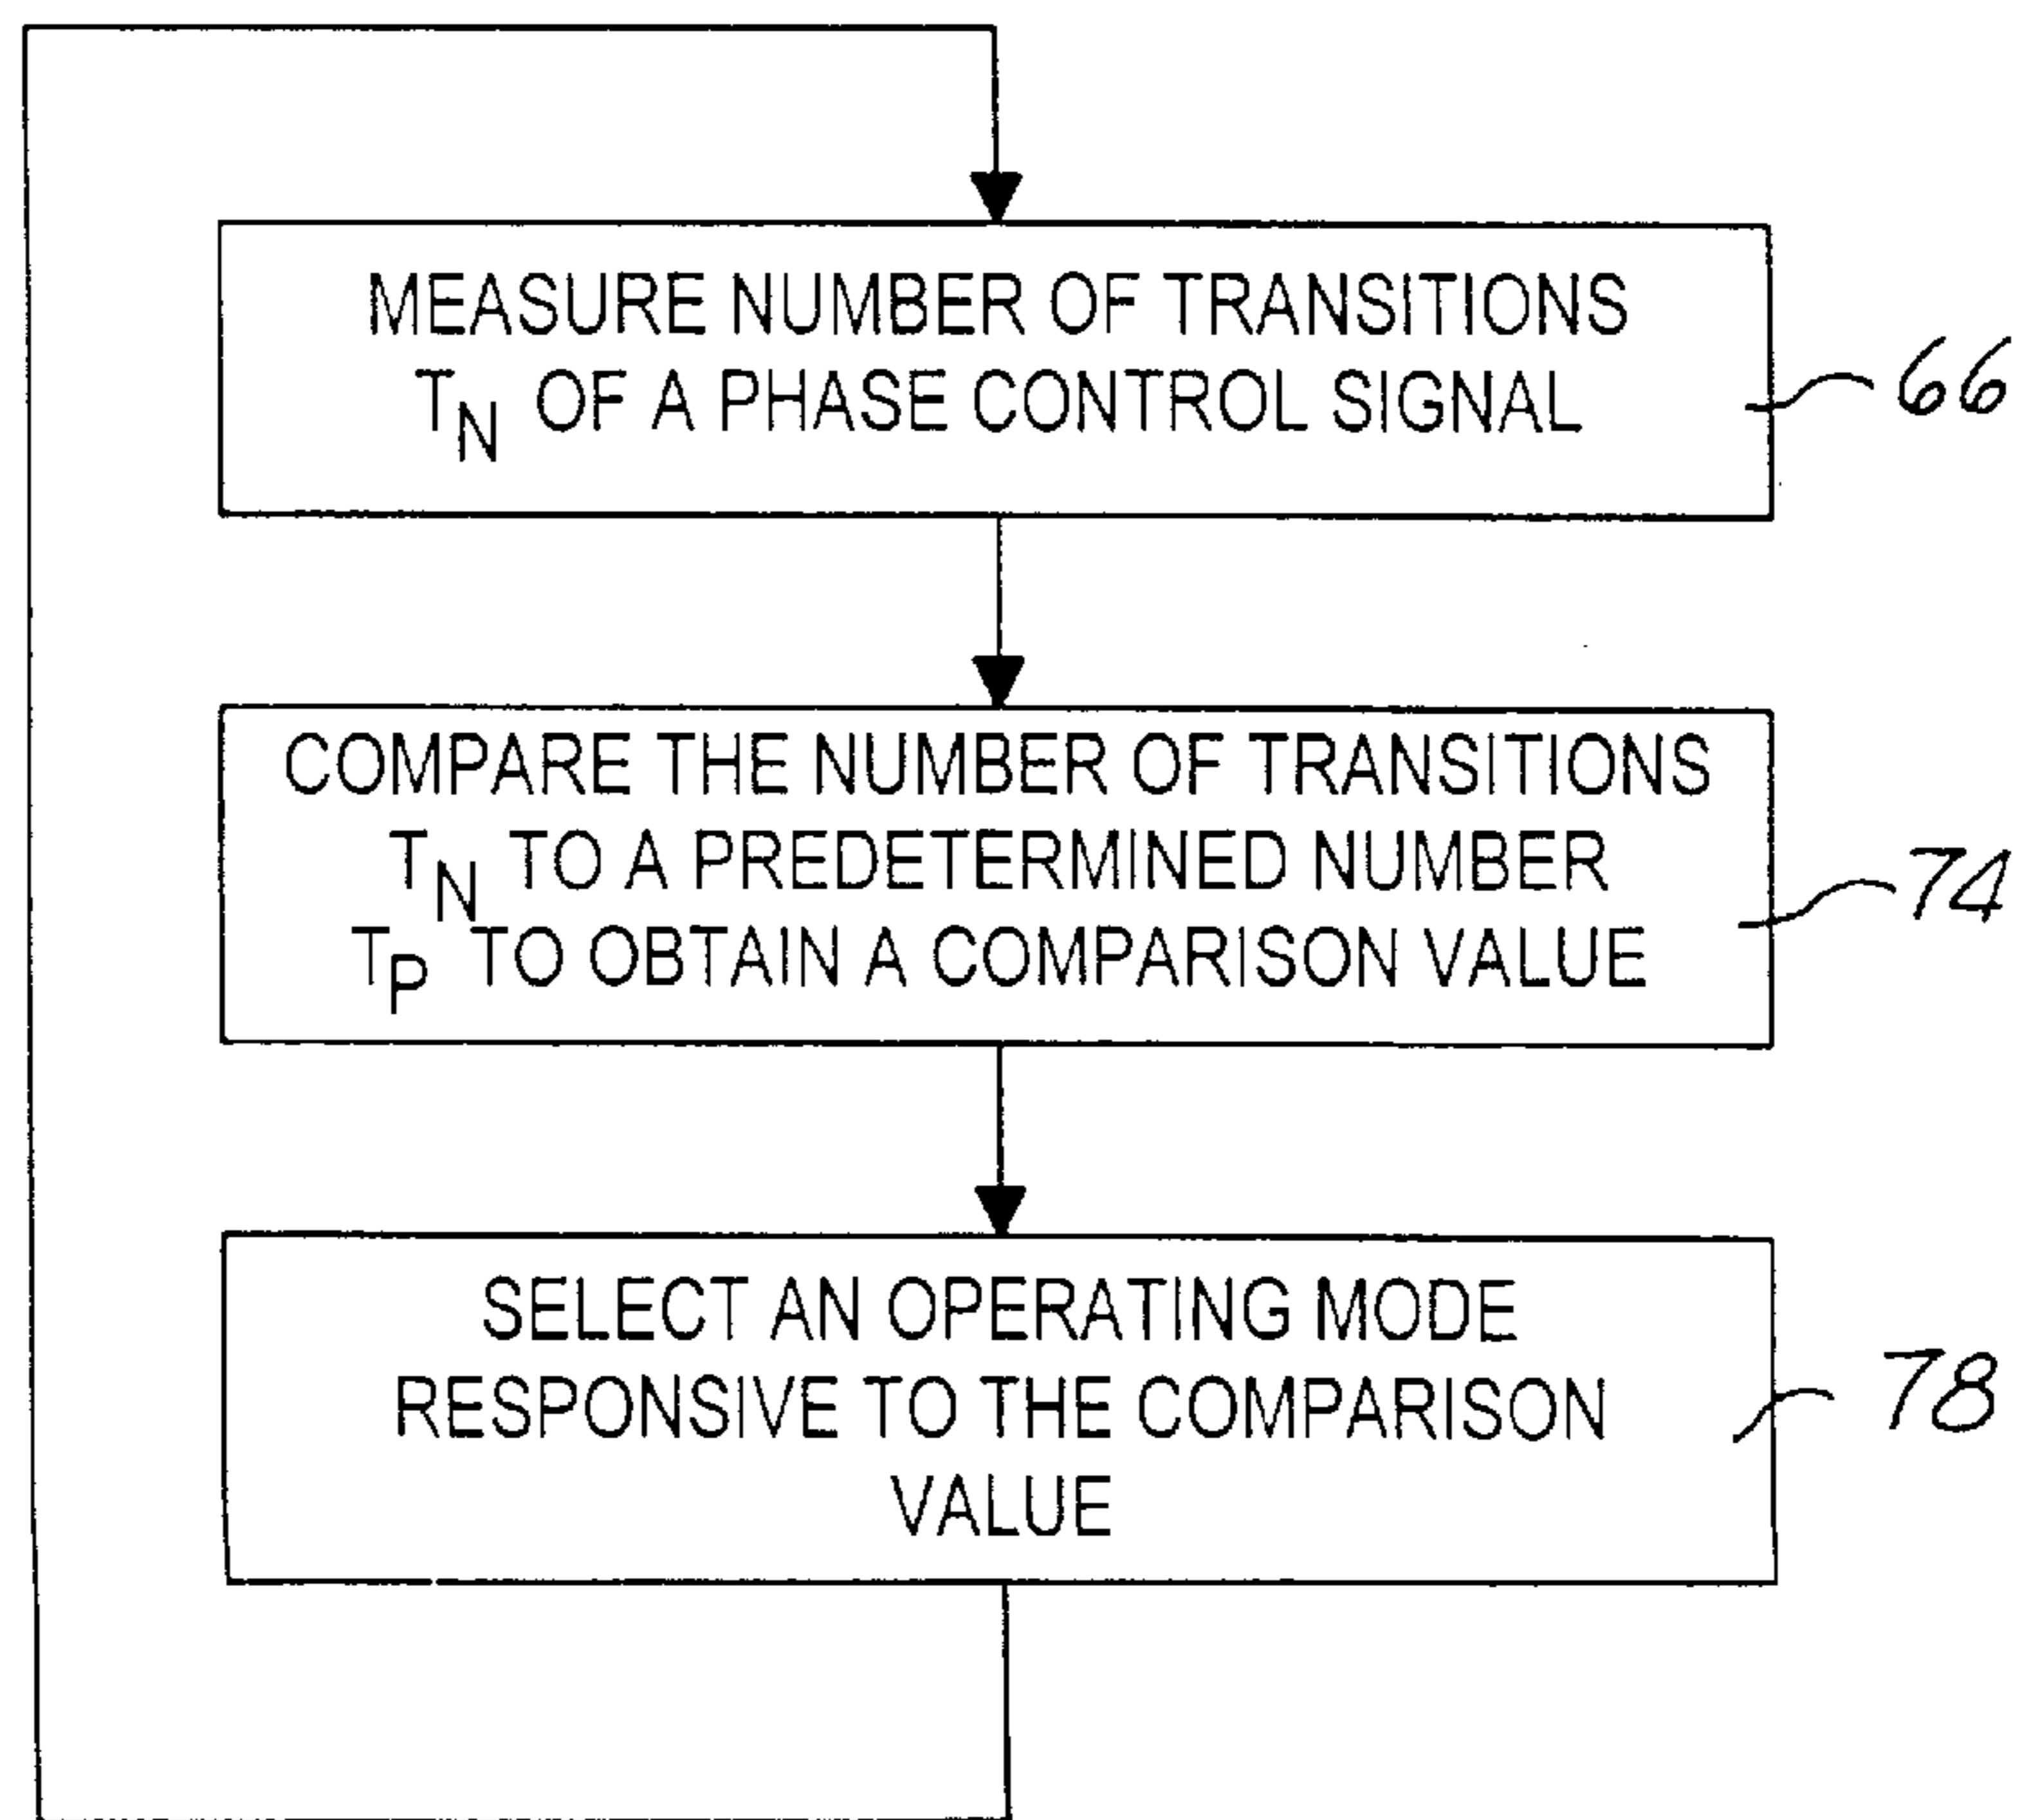 MEASURE NUMBER OF TRANSITIONS
TN OF A PHASE CONTROL SIGNAL
66
COMPARE THE NUMBER OF TRANSITIONS
TN TO A PREDETERMINED NUMBER
TP TO OBTAIN A COMPARISON VALUE
74
SELECT AN OPERATING MODE
RESPONSIVE TO THE COMPARISON
VALUE
78